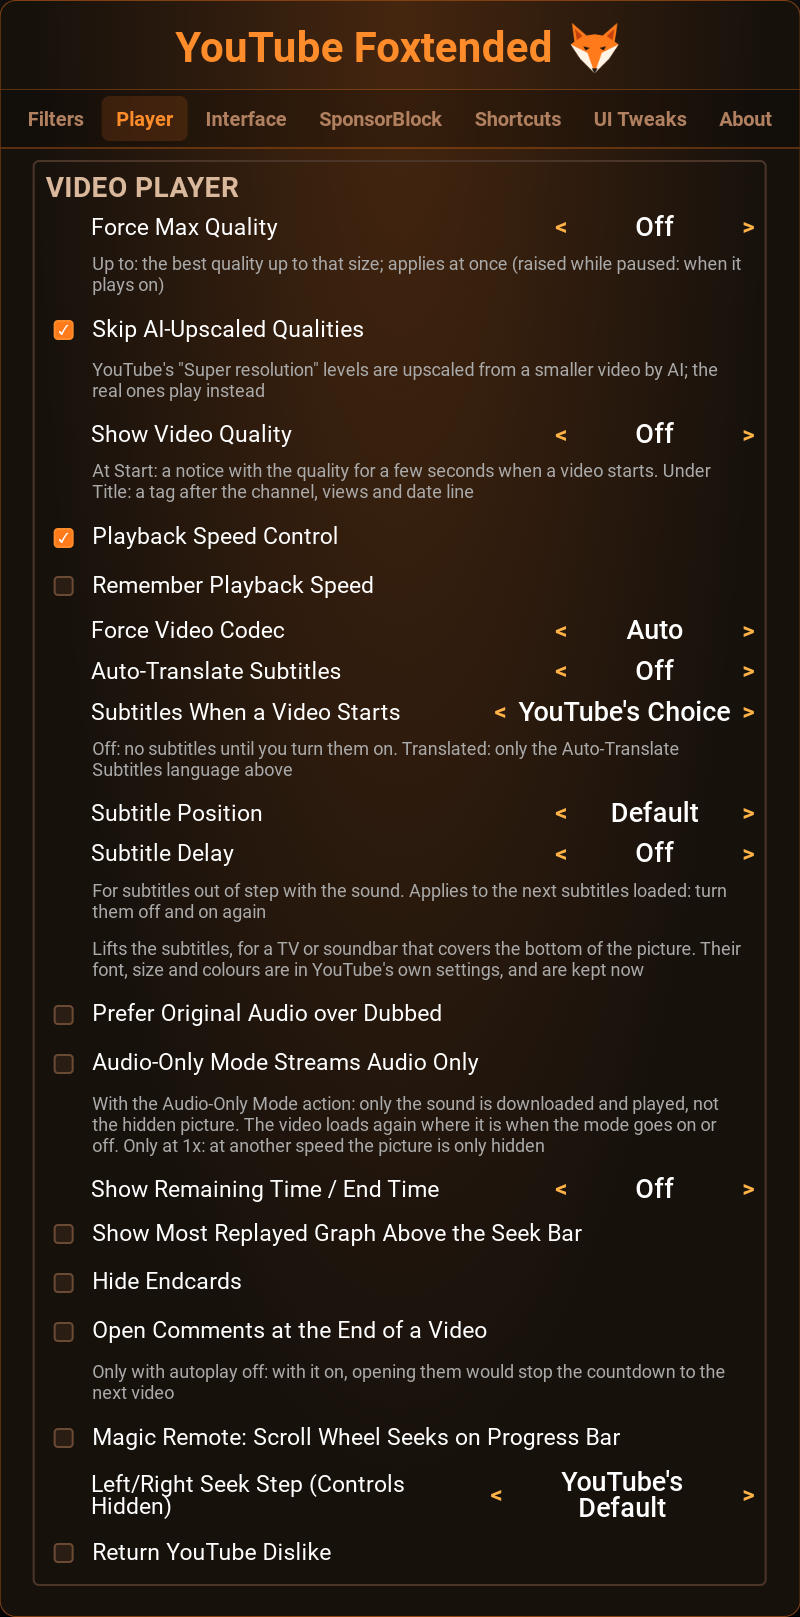 YouTube Foxtended
Filters Player Interface SponsorBlock Shortcuts UI Tweaks About
VIDEO PLAYER
Force Max Quality < Off >
Up to: the best quality up to that size; applies at once (raised while paused: when it
plays on)
✓ Skip AI-Upscaled Qualities
YouTube's "Super resolution" levels are upscaled from a smaller video by AI; the
real ones play instead
Show Video Quality < Off >
At Start: a notice with the quality for a few seconds when a video starts. Under
Title: a tag after the channel, views and date line
✓ Playback Speed Control
Remember Playback Speed
Force Video Codec < Auto >
Auto-Translate Subtitles < Off >
Subtitles When a Video Starts < YouTube's Choice >
Off: no subtitles until you turn them on. Translated: only the Auto-Translate
Subtitles language above
Subtitle Position < Default >
Subtitle Delay < Off >
For subtitles out of step with the sound. Applies to the next subtitles loaded: turn
them off and on again
Lifts the subtitles, for a TV or soundbar that covers the bottom of the picture. Their
font, size and colours are in YouTube's own settings, and are kept now
Prefer Original Audio over Dubbed
Audio-Only Mode Streams Audio Only
With the Audio-Only Mode action: only the sound is downloaded and played, not
the hidden picture. The video loads again where it is when the mode goes on or
off. Only at 1x: at another speed the picture is only hidden
Show Remaining Time / End Time < Off >
Show Most Replayed Graph Above the Seek Bar
Hide Endcards
Open Comments at the End of a Video
Only with autoplay off: with it on, opening them would stop the countdown to the
next video
Magic Remote: Scroll Wheel Seeks on Progress Bar
Left/Right Seek Step (Controls
Hidden)
< YouTube's
Default >
Return YouTube Dislike